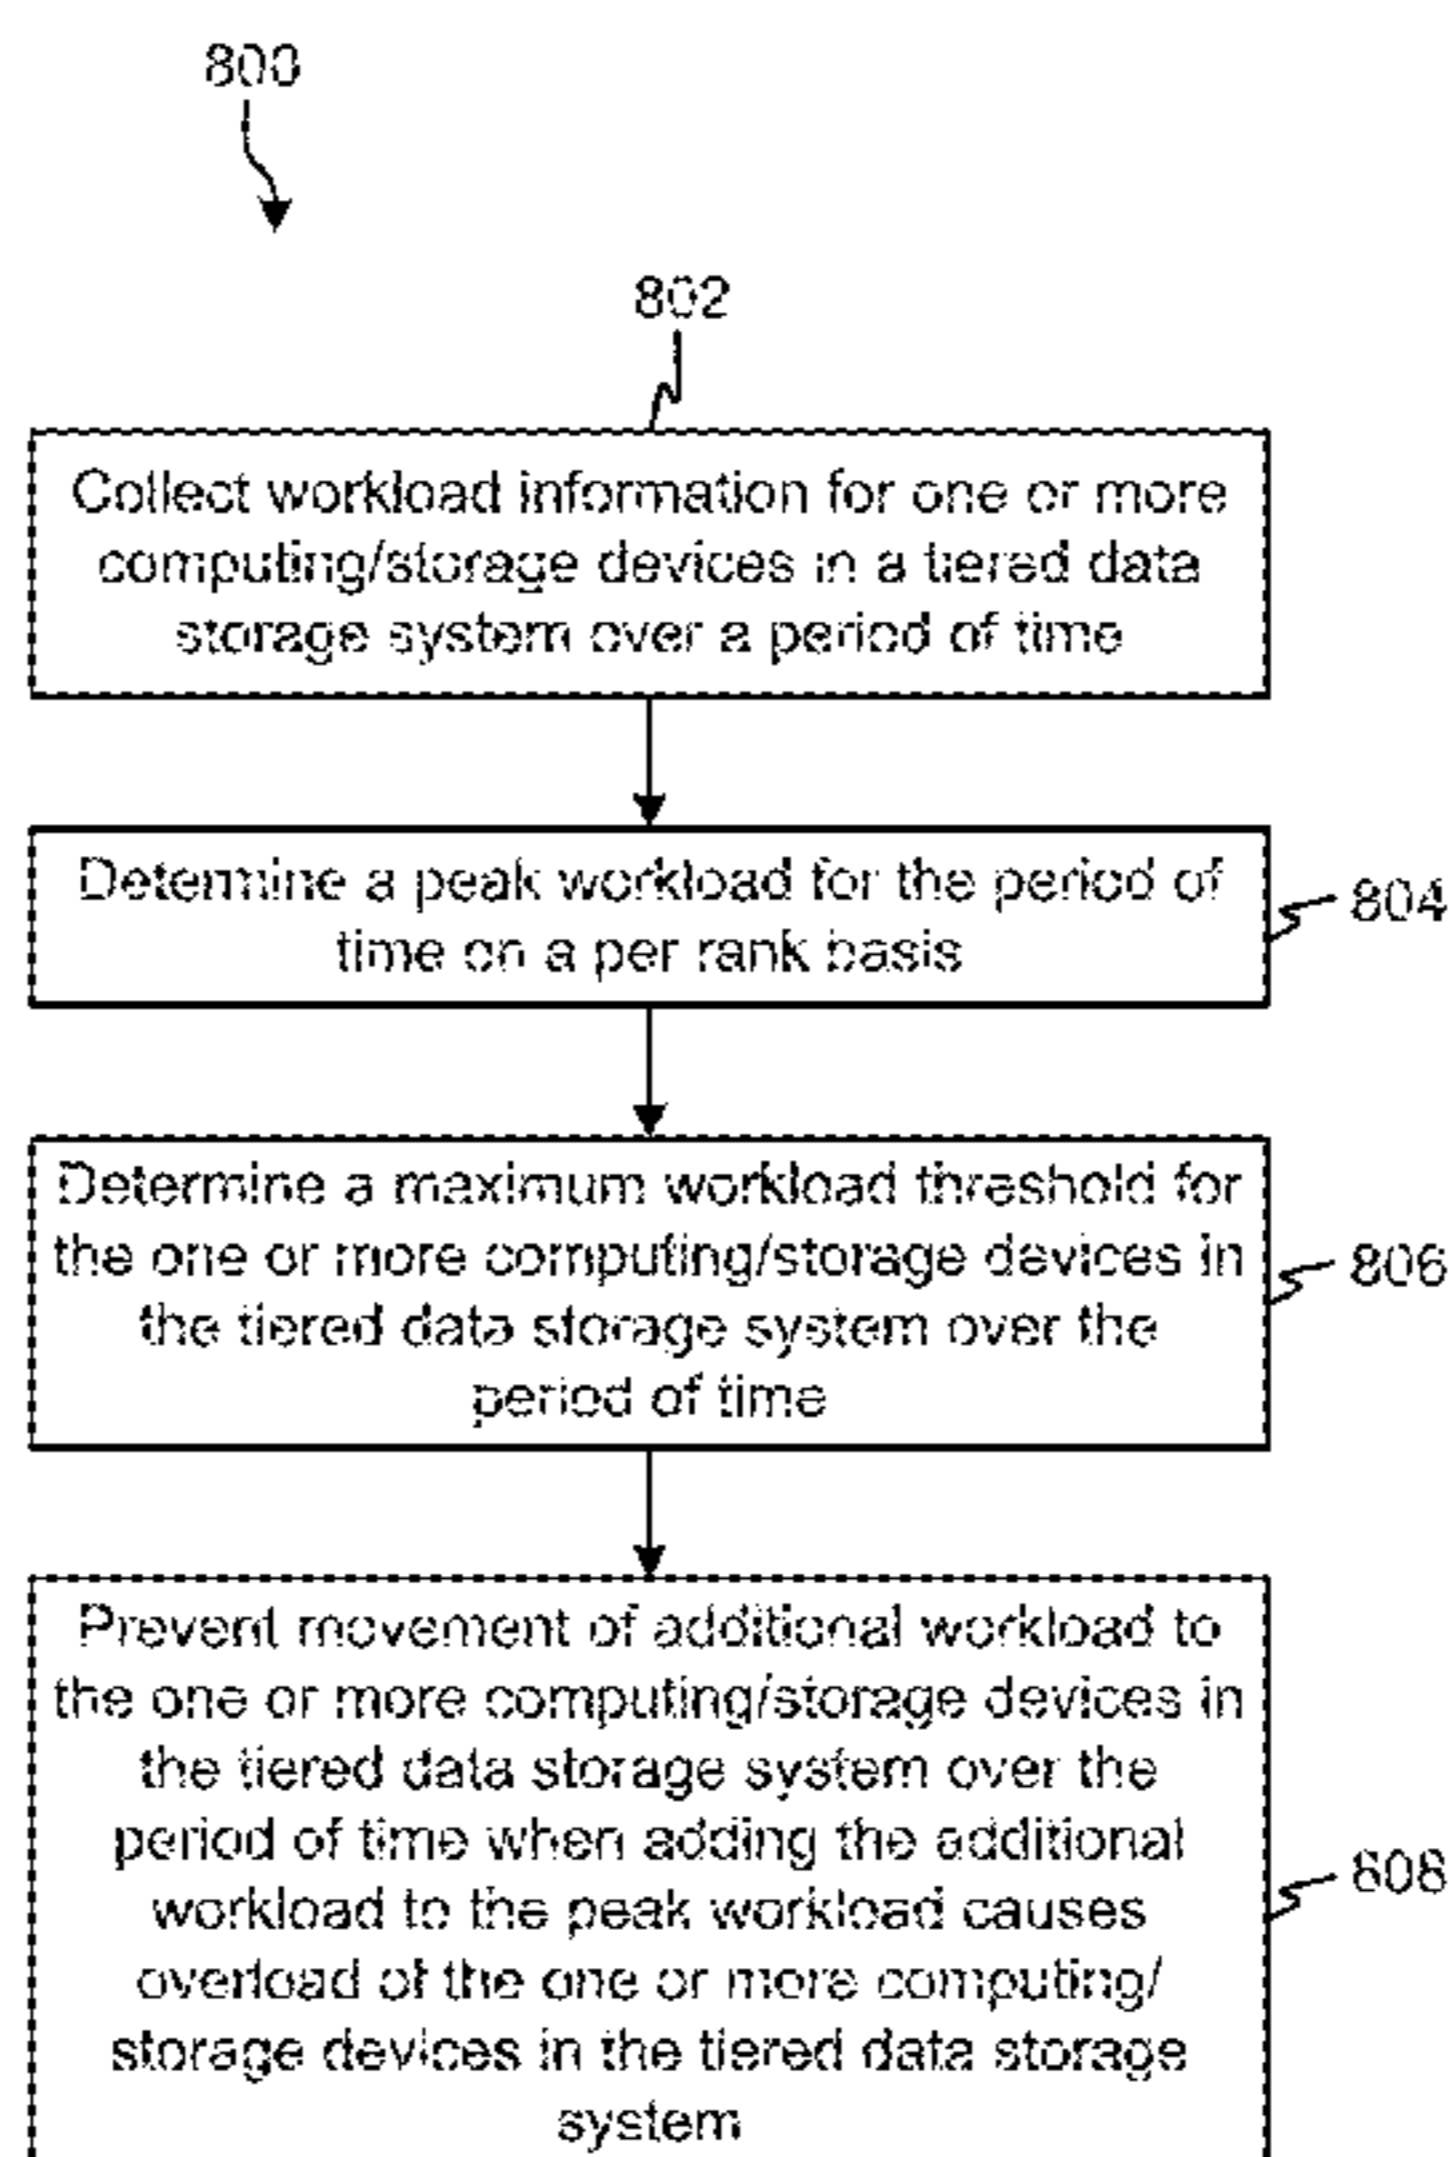 800
802
Collect workload information for one or more
computing/storage devices in a tiered data
storage system over a period of time
Determine a peak workload for the period of
time on a per rank basis
804
Determine a maximum workload threshold for
the one or more computing/storage devices in
the tiered data storage system over the
period of time
806
Prevent movement of additional workload to
the one or more computing/storage devices in
the tiered data storage system over the
period of time when adding the additional
workload to the peak workload causes
overload of the one or more computing/
storage devices in the tiered data storage
system
808